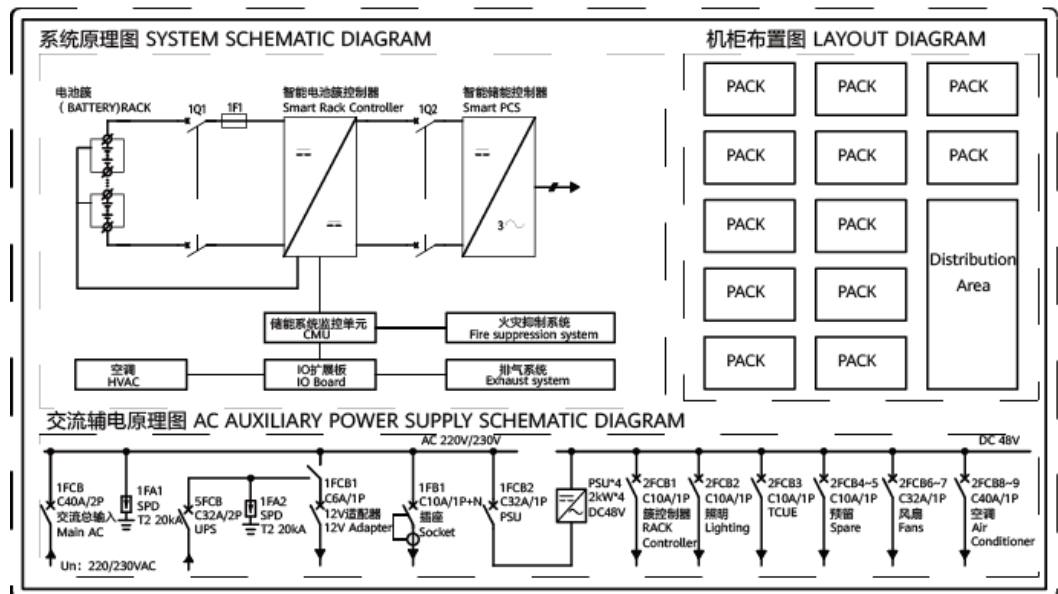 系统原理图 SYSTEM SCHEMATIC DIAGRAM
机柜布置图 LAYOUT DIAGRAM
电池簇
( BATTERY)RACK
1Q1
1F1
智能电池簇控制器
Smart Rack Controller
1Q2
智能储能控制器
Smart PCS
3
储能系统监控单元
CMU
火灾抑制系统
Fire suppression system
空调
HVAC
IO扩展板
IO Board
排气系统
Exhaust system
PACK
PACK
PACK
PACK
PACK
PACK
PACK
PACK
PACK
PACK
PACK
PACK
Distribution
Area
交流辅电原理图 AC AUXILIARY POWER SUPPLY SCHEMATIC DIAGRAM
AC 220V/230V
DC 48V
1FCB
C40A/2P
交流总输入
Main AC
Un: 220/230VAC
1FA1
SPD
T2 20kA
5FCB
C32A/2P
UPS
1FA2
SPD
T2 20kA
1FCB1
C6A/1P
12V适配器
12V Adapter
1FB1
C10A/1P+N
插座
Socket
1FCB2
C32A/1P
PSU
PSU*4
2kW*4
DC48V
2FCB1
C10A/1P
簇控制器
RACK
Controller
2FCB2
C10A/1P
照明
Lighting
2FCB3
C10A/1P
TCUE
2FCB4~5
C10A/1P
预留
Spare
2FCB6~7
C32A/1P
风扇
Fans
2FCB8~9
C40A/1P
空调
Air
Conditioner